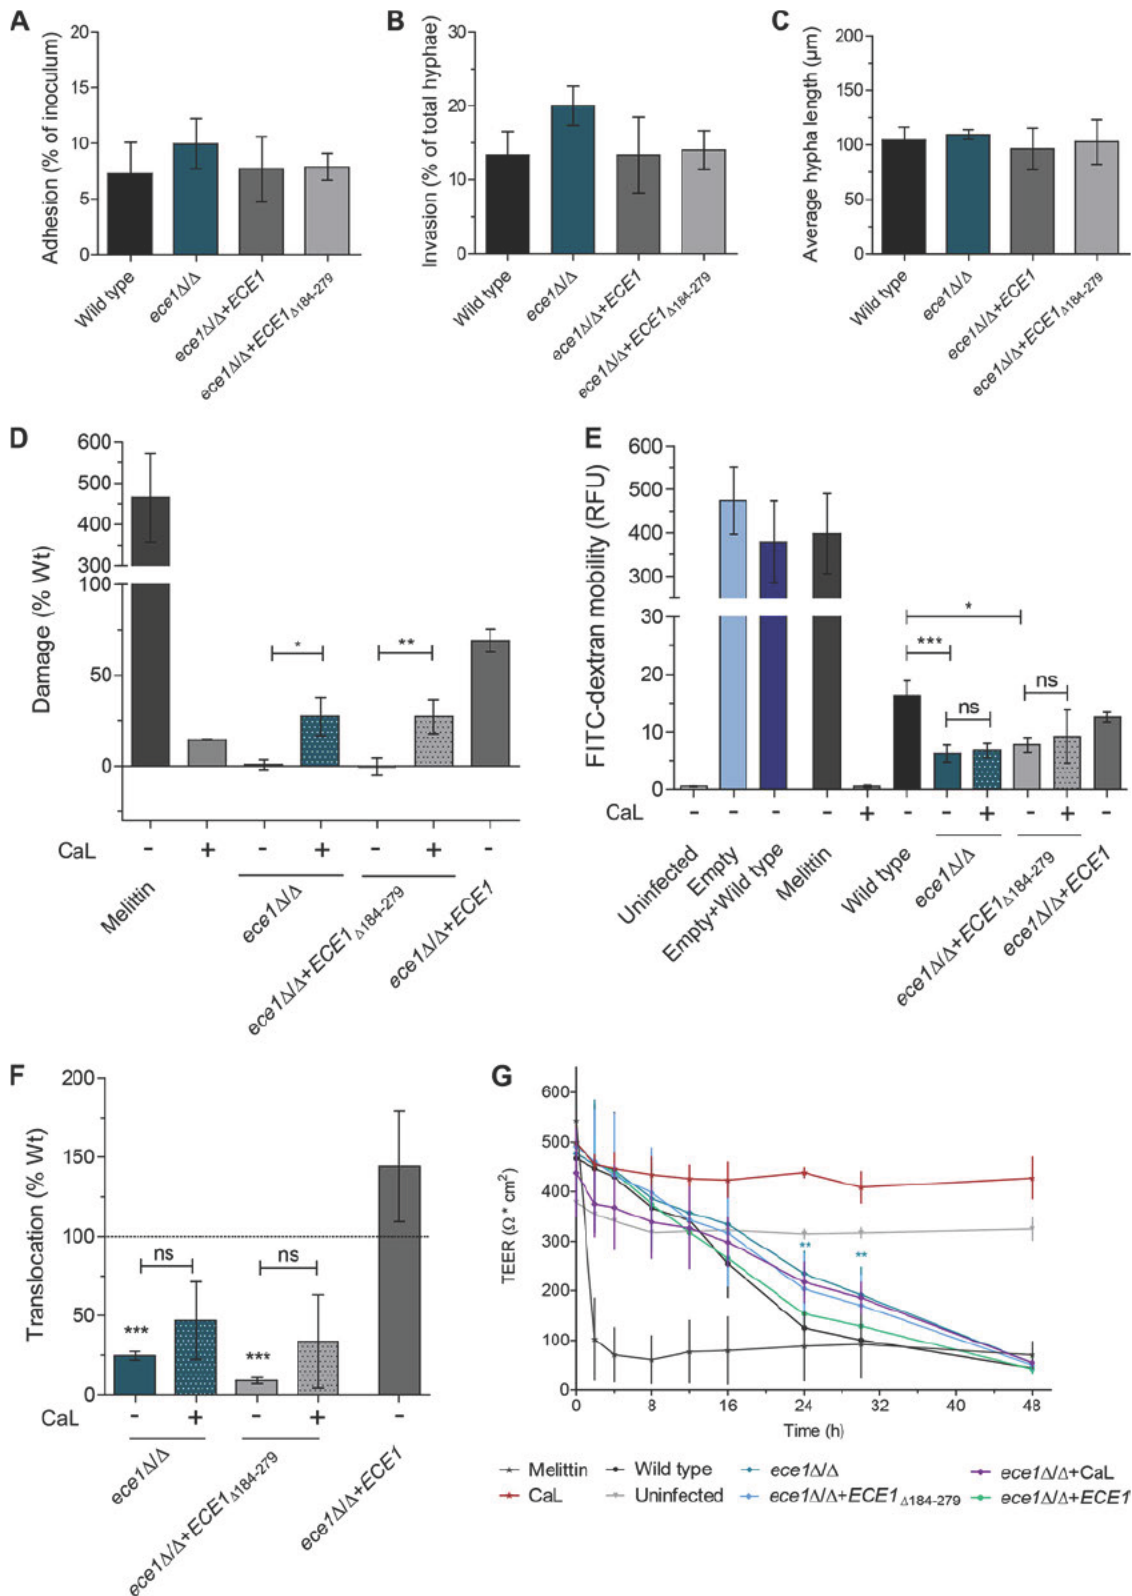 A
Adhesion (% of inoculum)
20
15
10
5
0
Wild type
ece1Δ/Δ
ece1Δ/Δ+ECE1
ece1Δ/Δ+ECE1Δ184-279
B
Invasion (% of total hyphae)
30
20
10
0
Wild type
ece1Δ/Δ
ece1Δ/Δ+ECE1
ece1Δ/Δ+ECE1Δ184-279
C
Average hypha length (µm)
200
150
100
50
0
Wild type
ece1Δ/Δ
ece1Δ/Δ+ECE1
ece1Δ/Δ+ECE1Δ184-279
D
Damage (% Wt)
600
500
400
300
100
50
0
* **
CaL - + - + - + -
Melittin
ece1Δ/Δ
ece1Δ/Δ+ECE1Δ184-279
ece1Δ/Δ+ECE1
E
FITC-dextran mobility (RFU)
600
500
400
300
30
20
10
0
*
***
ns
ns
CaL - - - - + - - + - + -
Uninfected
Empty
Empty+Wild type
Melittin
Wild type
ece1Δ/Δ
ece1Δ/Δ+ECE1Δ184-279
ece1Δ/Δ+ECE1
F
Translocation (% Wt)
200
150
100
50
0
ns ns
*** ***
CaL - + - + -
ece1Δ/Δ
ece1Δ/Δ+ECE1Δ184-279
ece1Δ/Δ+ECE1
G
TEER (Ω * cm2)
600
500
400
300
200
100
0
** **
0 8 16 24 32 40 48
Time (h)
Melittin Wild type ece1Δ/Δ ece1Δ/Δ+CaL
CaL Uninfected ece1Δ/Δ+ECE1Δ184-279 ece1Δ/Δ+ECE1